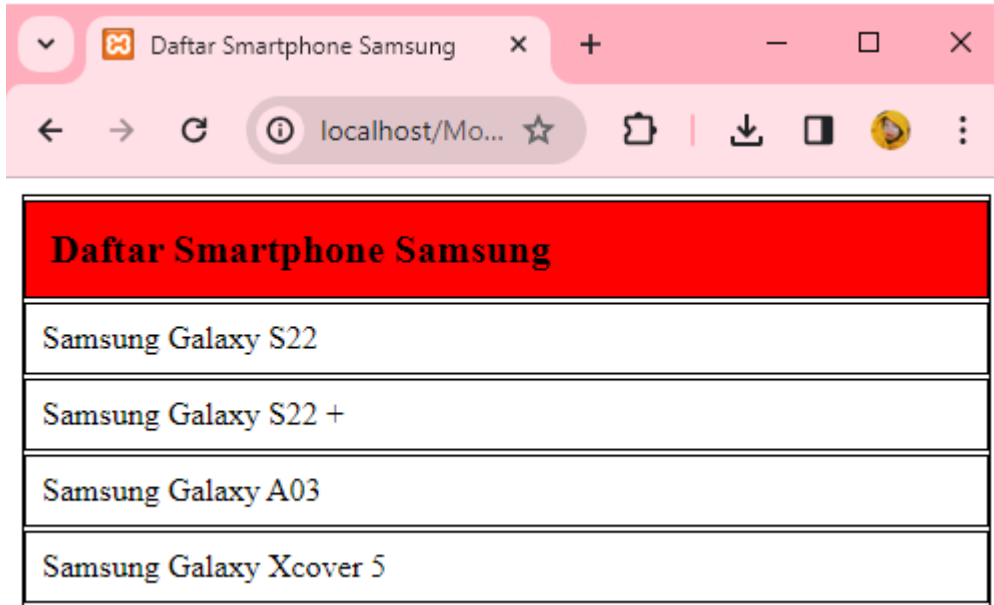 Daftar Smartphone Samsung
localhost/Mo...
Daftar Smartphone Samsung
Samsung Galaxy S22
Samsung Galaxy S22 +
Samsung Galaxy A03
Samsung Galaxy Xcover 5